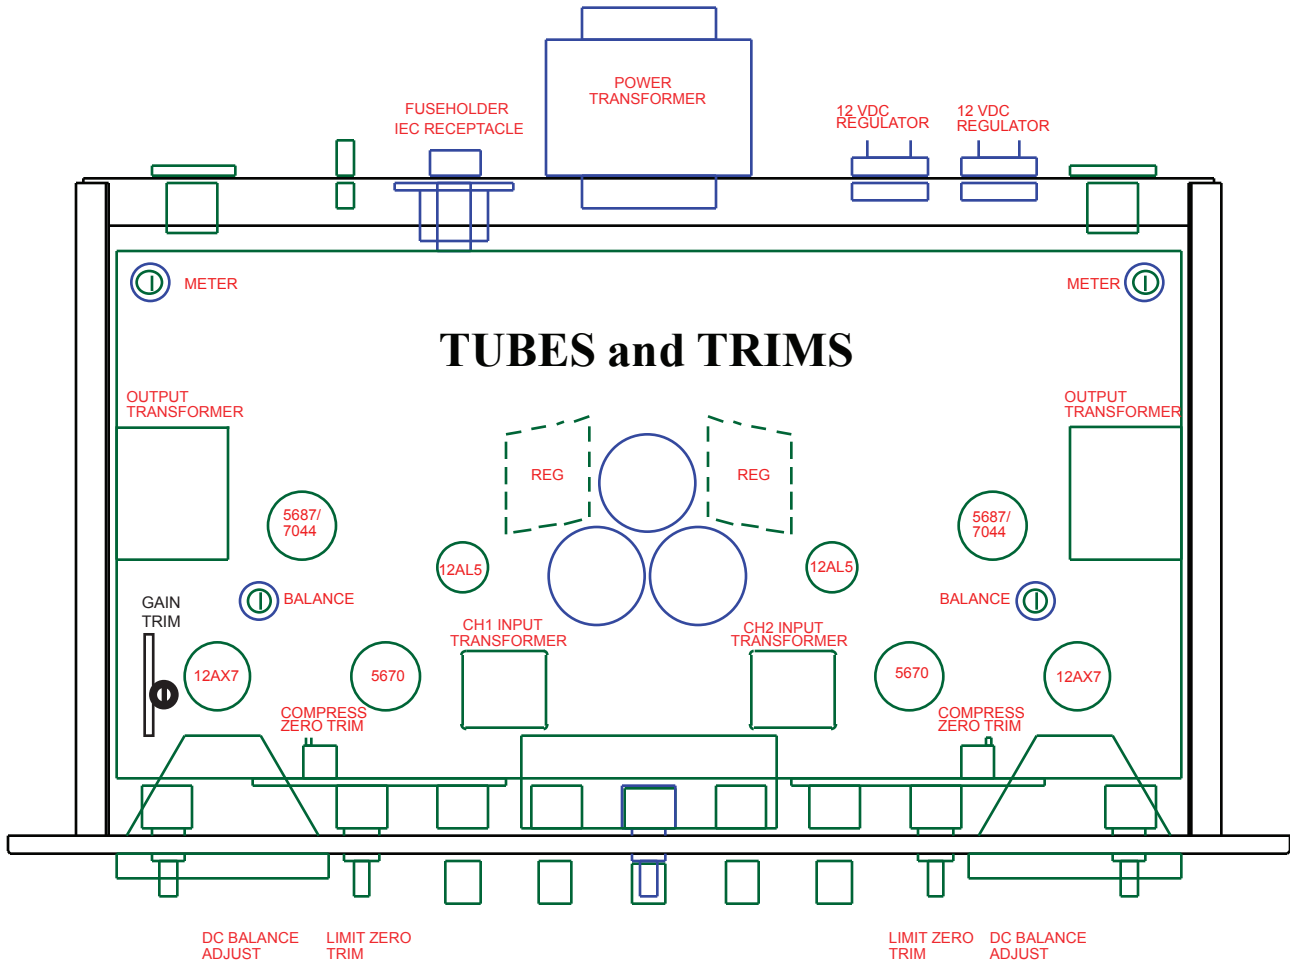 POWER
TRANSFORMER
FUSEHOLDER
IEC RECEPTACLE
12 VDC
REGULATOR
12 VDC
REGULATOR
METER
METER
TUBES and TRIMS
OUTPUT
TRANSFORMER
OUTPUT
TRANSFORMER
REG
REG
5687/
7044
5687/
7044
12AL5
12AL5
BALANCE
BALANCE
GAIN
TRIM
CH1 INPUT
TRANSFORMER
CH2 INPUT
TRANSFORMER
12AX7
5670
5670
12AX7
COMPRESS
ZERO TRIM
COMPRESS
ZERO TRIM
DC BALANCE
ADJUST
LIMIT ZERO
TRIM
LIMIT ZERO
TRIM
DC BALANCE
ADJUST